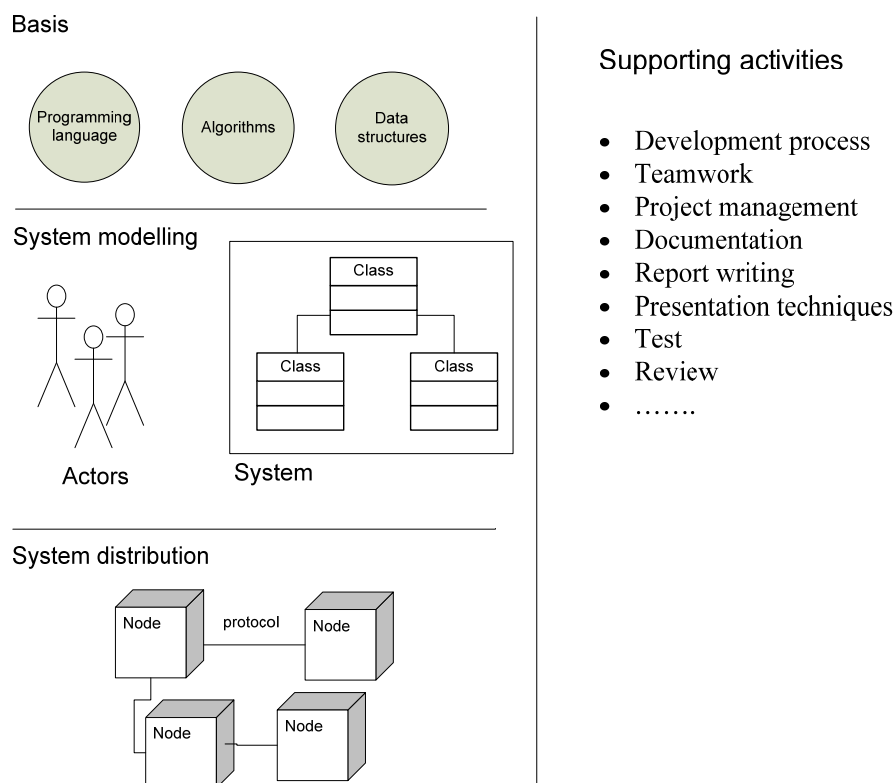 Basis
Programming
language
Algorithms
Data
structures
System modelling
Class
Class
Class
Actors
System
System distribution
Node
protocol
Node
Node
Node
Supporting activities
• Development process
• Teamwork
• Project management
• Documentation
• Report writing
• Presentation techniques
• Test
• Review
• …….